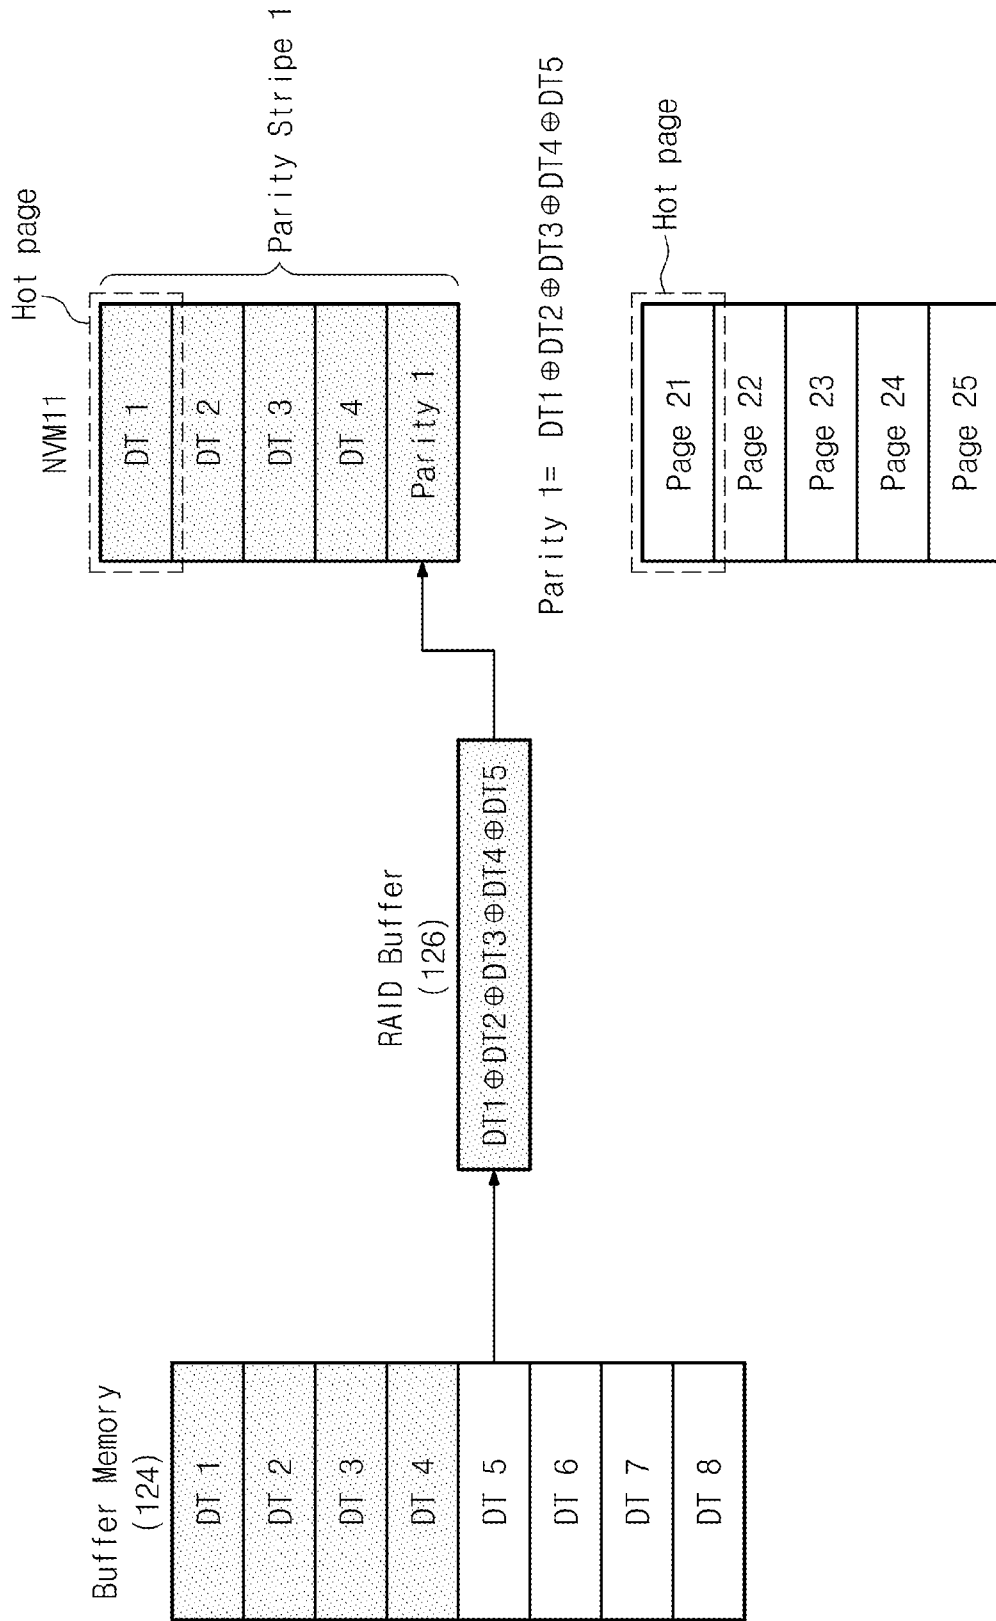 Buffer Memory
(124)
DT 1
DT 2
DT 3
DT 4
DT 5
DT 6
DT 7
DT 8
RAID Buffer
(126)
DT1⊕DT2⊕DT3⊕DT4⊕DT5
NVM11
Hot page
DT 1
DT 2
DT 3
DT 4
Parity 1
Parity Stripe 1
Parity 1= DT1⊕DT2⊕DT3⊕DT4⊕DT5
Hot page
Page 21
Page 22
Page 23
Page 24
Page 25